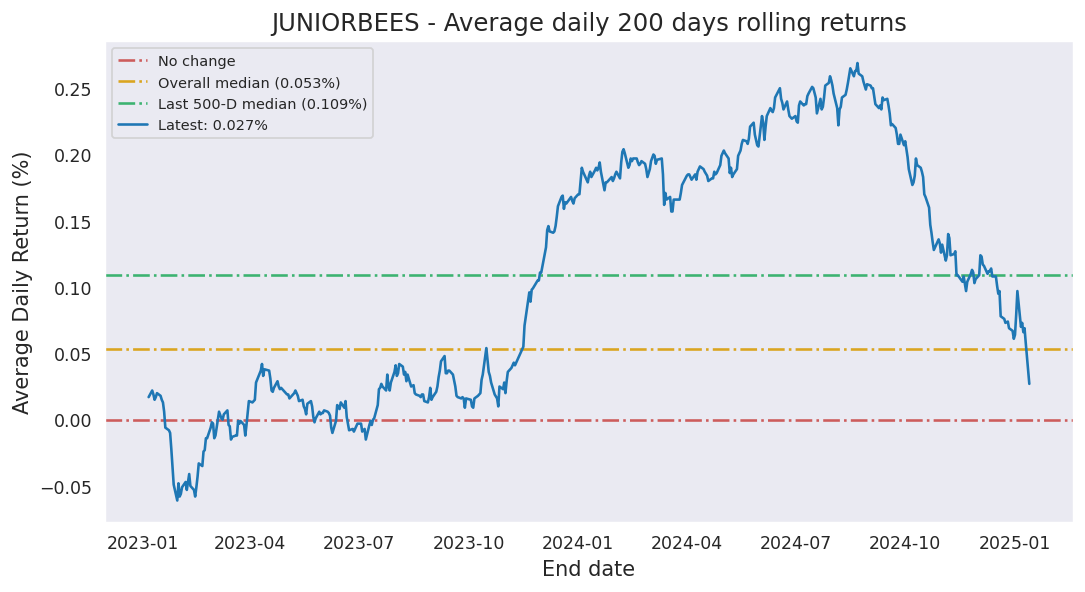 JUNIORBEES - Average daily 200 days rolling returns
No change
Overall median (0.053%)
Last 500-D median (0.109%)
Latest: 0.027%
Average Daily Return (%)
0.25
0.20
0.15
0.10
0.05
0.00
−0.05
2023-01 2023-04 2023-07 2023-10 2024-01 2024-04 2024-07 2024-10 2025-01
End date